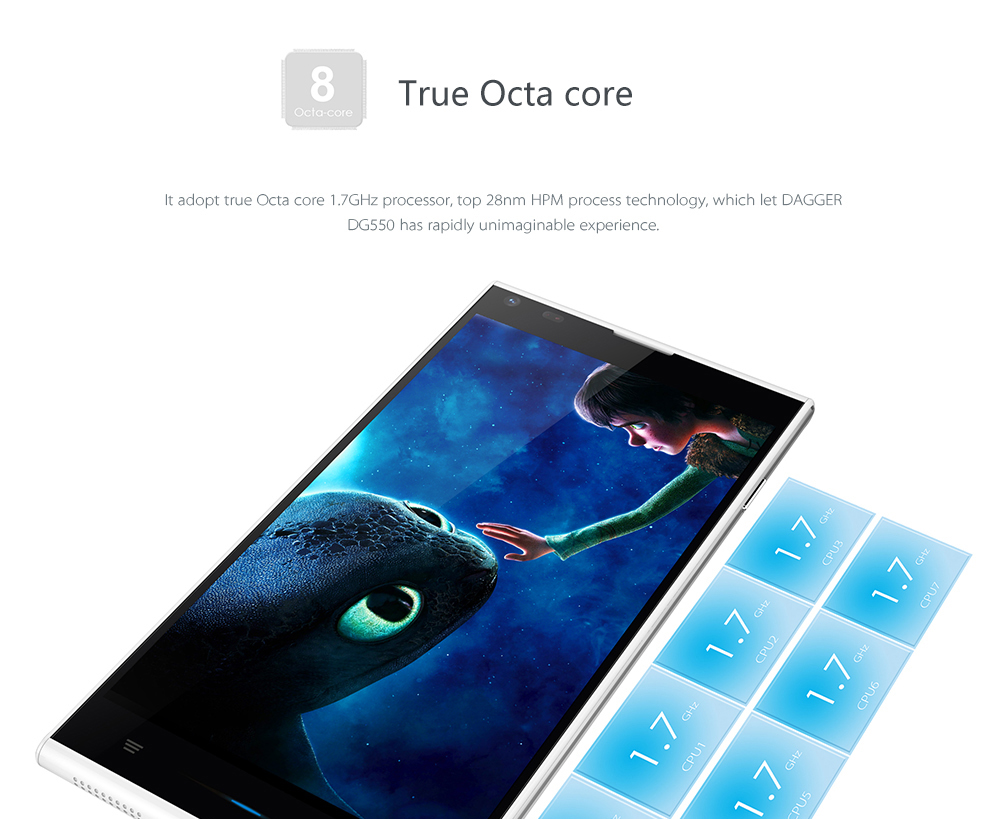 8
Octa-core
True Octa core
It adopt true Octa core 1.7GHz processor, top 28nm HPM process technology, which let DAGGER
DG550 has rapidly unimaginable experience.
1.7 GHz
CPU3
1.7 GHz
CPU7
1.7 GHz
CPU2
1.7 GHz
CPU6
1.7 GHz
CPU1
1.7 GHz
CPU5
GHz